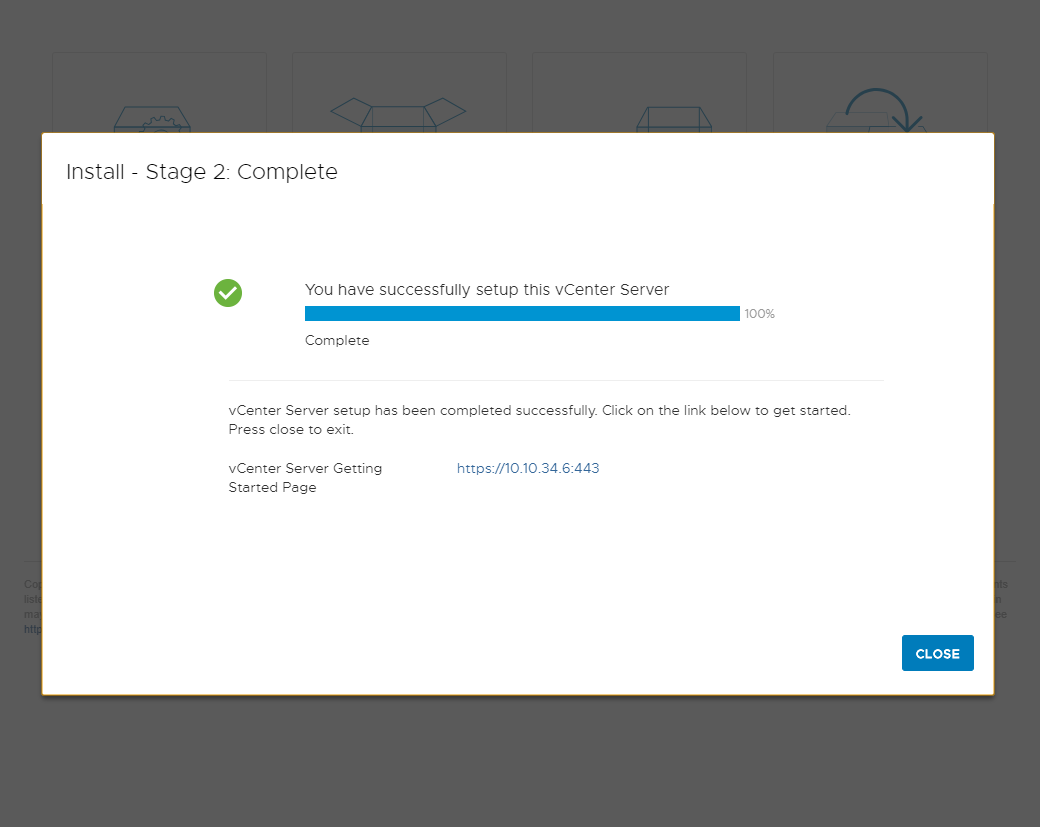 Install - Stage 2: Complete
You have successfully setup this vCenter Server
100%
Complete
vCenter Server setup has been completed successfully. Click on the link below to get started.
Press close to exit.
vCenter Server Getting https://10.10.34.6:443
Started Page
CLOSE